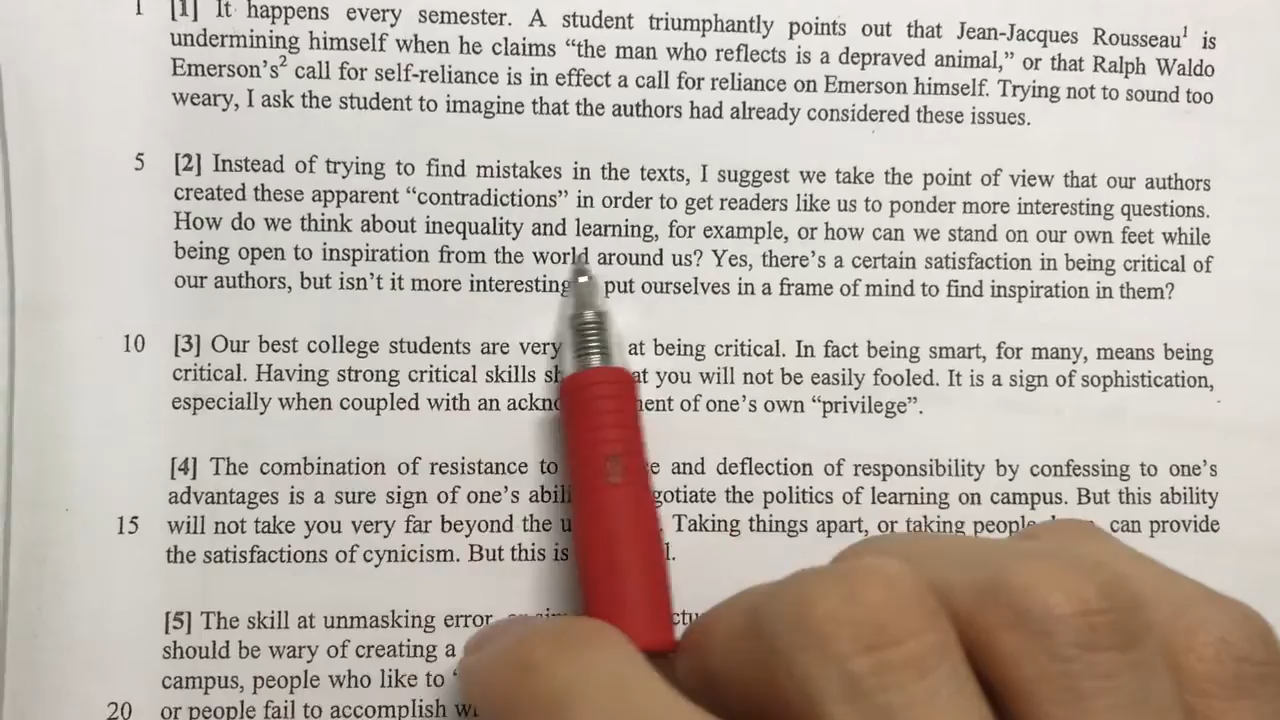 1 [1] It happens every semester. A student triumphantly points out that Jean-Jacques Rousseau¹ is
undermining himself when he claims “the man who reflects is a depraved animal,” or that Ralph Waldo
Emerson’s² call for self-reliance is in effect a call for reliance on Emerson himself. Trying not to sound too
weary, I ask the student to imagine that the authors had already considered these issues.
5 [2] Instead of trying to find mistakes in the texts, I suggest we take the point of view that our authors
created these apparent “contradictions” in order to get readers like us to ponder more interesting questions.
How do we think about inequality and learning, for example, or how can we stand on our own feet while
being open to inspiration from the world around us? Yes, there’s a certain satisfaction in being critical of
our authors, but isn’t it more interesting put ourselves in a frame of mind to find inspiration in them?
10 [3] Our best college students are very at being critical. In fact being smart, for many, means being
critical. Having strong critical skills you will not be easily fooled. It is a sign of sophistication,
especially when coupled with an of one’s own “privilege”.
[4] The combination of resistance to and deflection of responsibility by confessing to one’s
advantages is a sure sign of one’s the politics of learning on campus. But this ability
15 will not take you very far beyond the Taking things apart, or taking people can provide
the satisfactions of cynicism. But this is
[5] The skill at unmasking error
should be wary of creating a
campus, people who like to
20 or people fail to accomplish